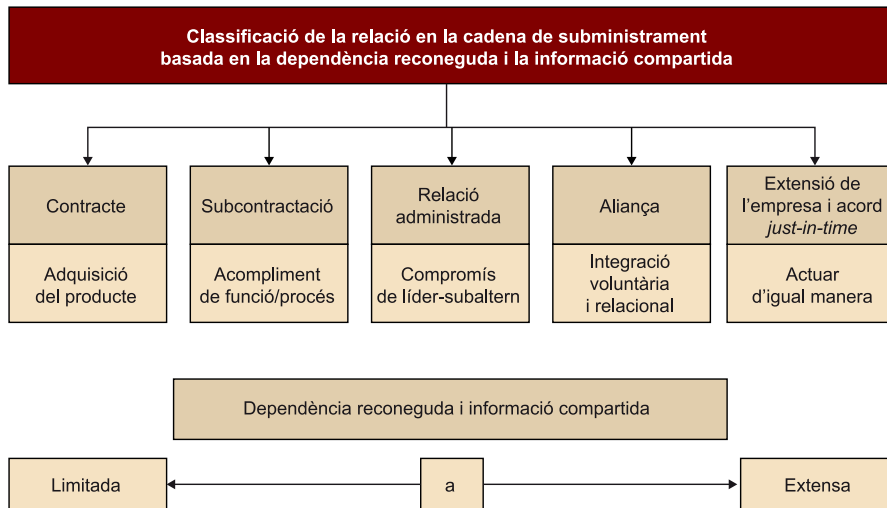 Classificació de la relació en la cadena de subministrament
basada en la dependència reconeguda i la informació compartida
Contracte
Adquisició
del producte
Subcontractació
Acompliment
de funció/procés
Relació
administrada
Compromís
de líder-subaltern
Aliança
Integració
voluntària
i relacional
Extensió de
l’empresa i acord
just-in-time
Actuar
d’igual manera
Dependència reconeguda i informació compartida
Limitada
a
Extensa